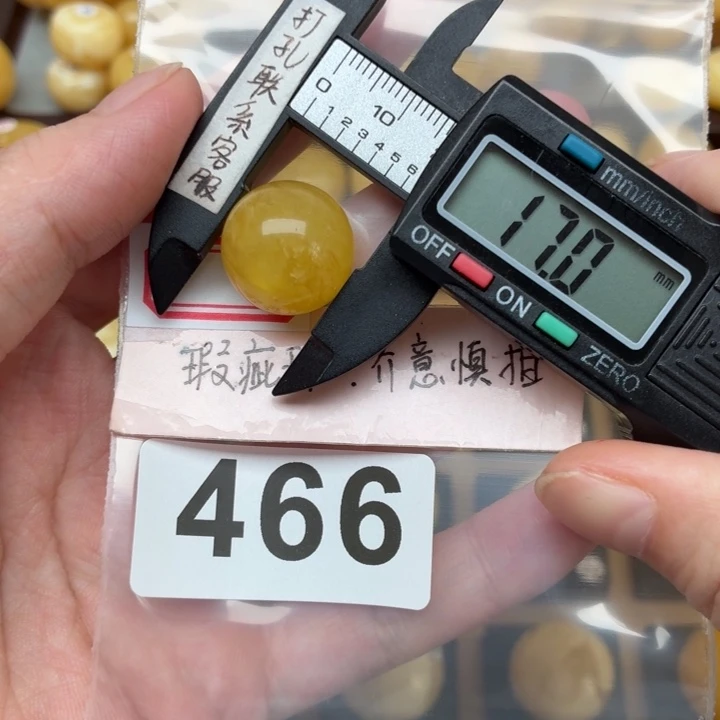 打孔联系客服
0 10
1 2 3 4 5 6
mm/inch
17.0 mm
OFF
ON
ZERO
瑕疵 介意慎拍
466